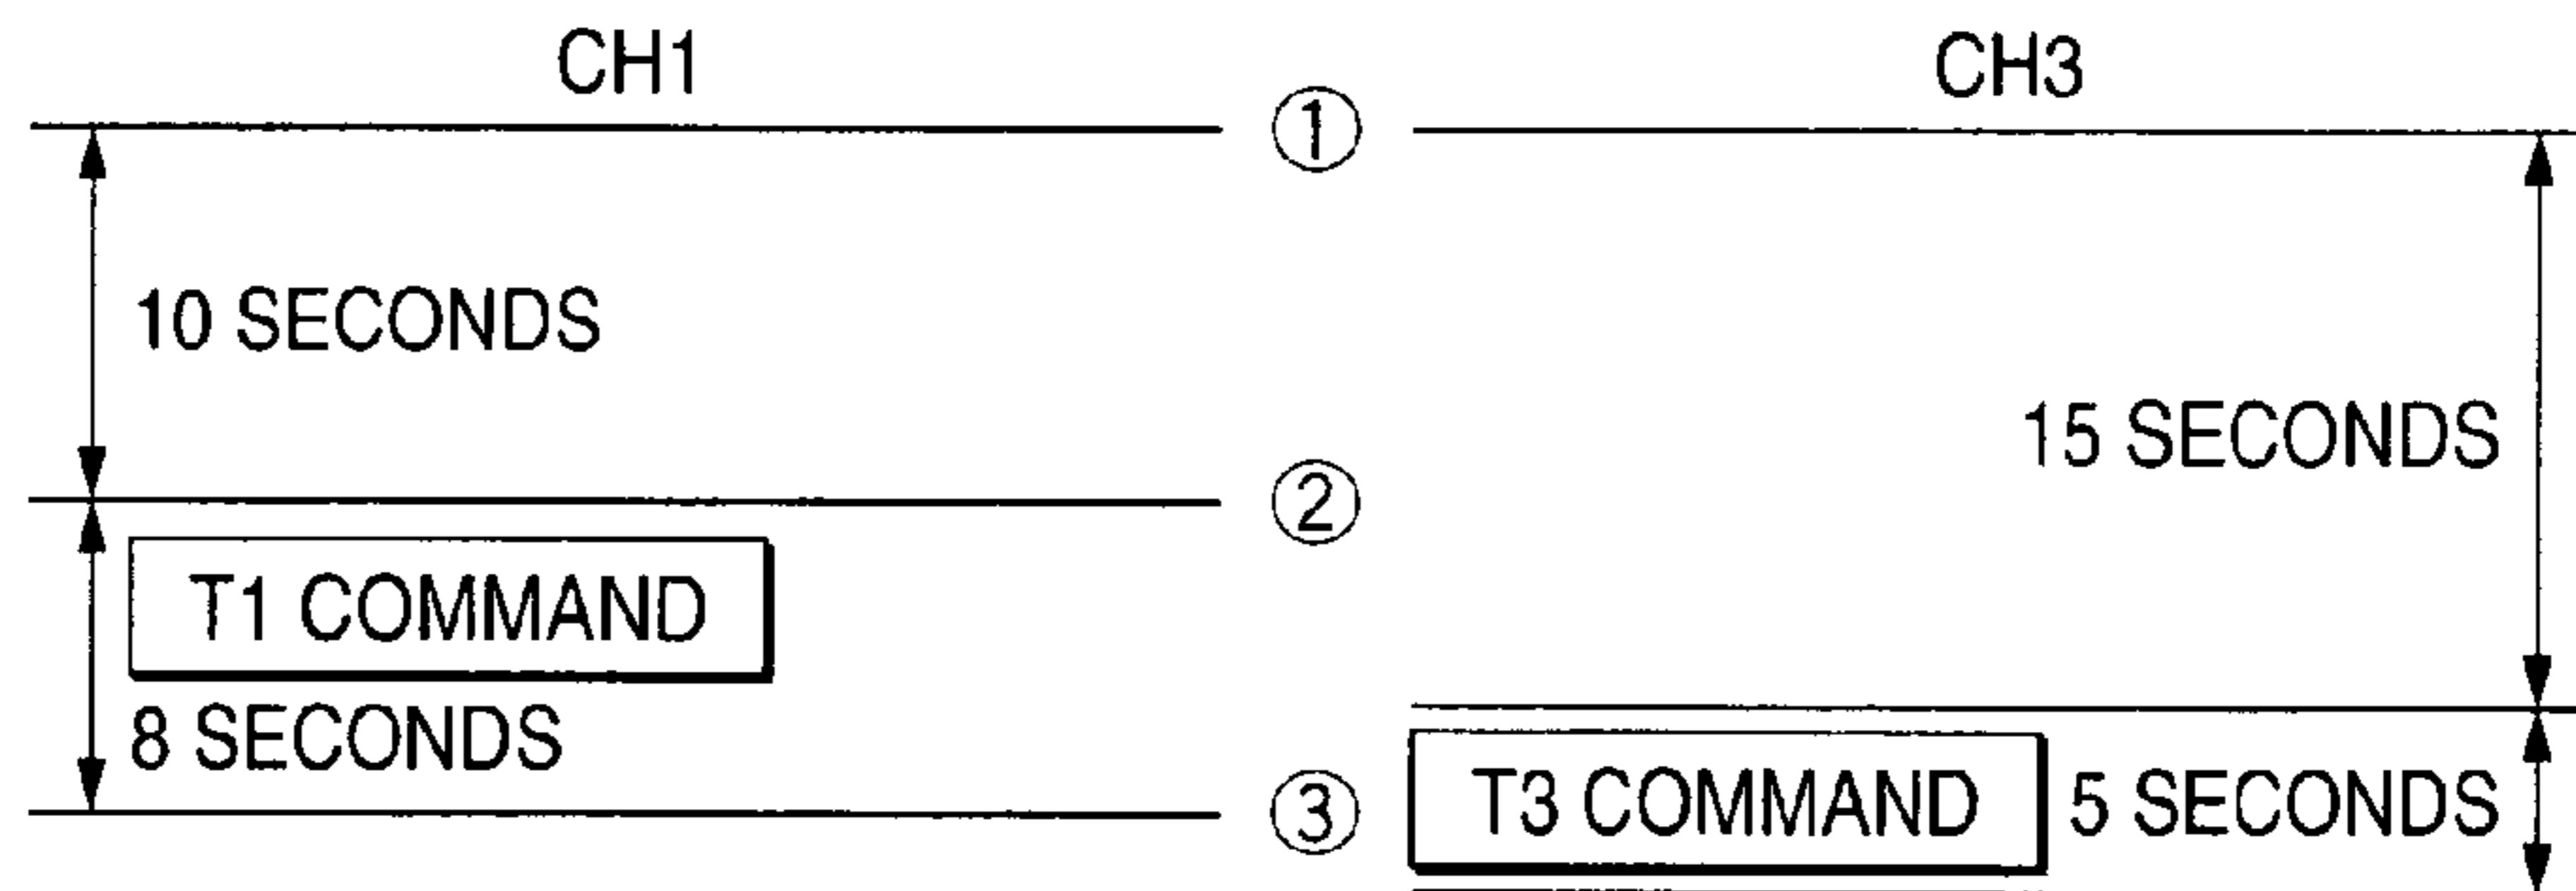 CH1
CH3
①
10 SECONDS
15 SECONDS
②
T1 COMMAND
8 SECONDS
③
T3 COMMAND
5 SECONDS